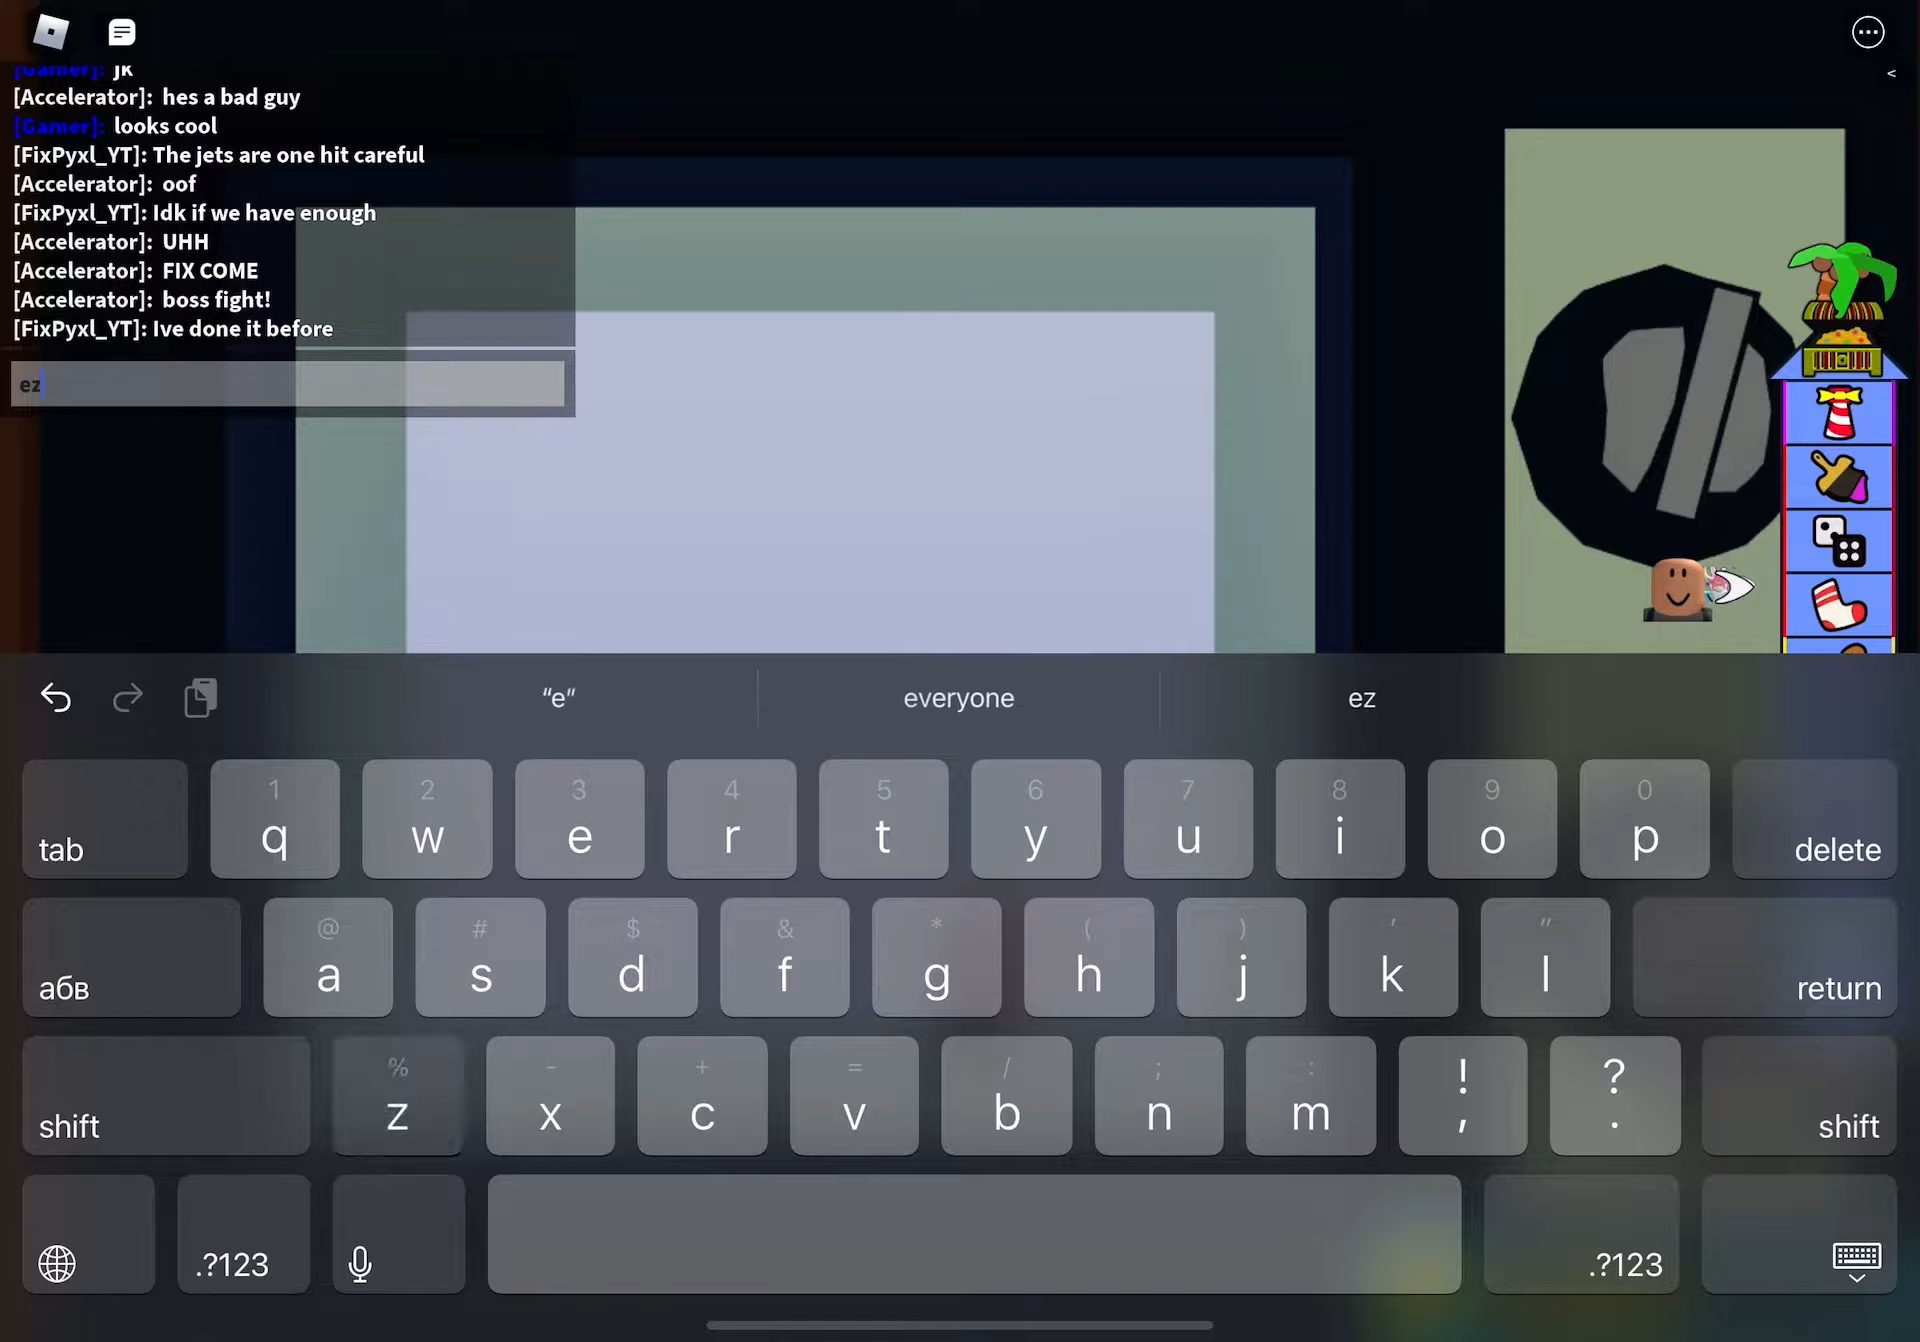 [Gamer]: jk
[Accelerator]: hes a bad guy
[Gamer]: looks cool
[FixPyxl_YT]: The jets are one hit careful
[Accelerator]: oof
[FixPyxl_YT]: Idk if we have enough
[Accelerator]: UHH
[Accelerator]: FIX COME
[Accelerator]: boss fight!
[FixPyxl_YT]: Ive done it before
ez
<
“e” everyone ez
1 2 3 4 5 6 7 8 9 0
tab q w e r t y u i o p delete
@ # $ & * ( ) ' "
абв a s d f g h j k l return
% - + = / ; : ! ?
shift z x c v b n m , . shift
.?123 .?123